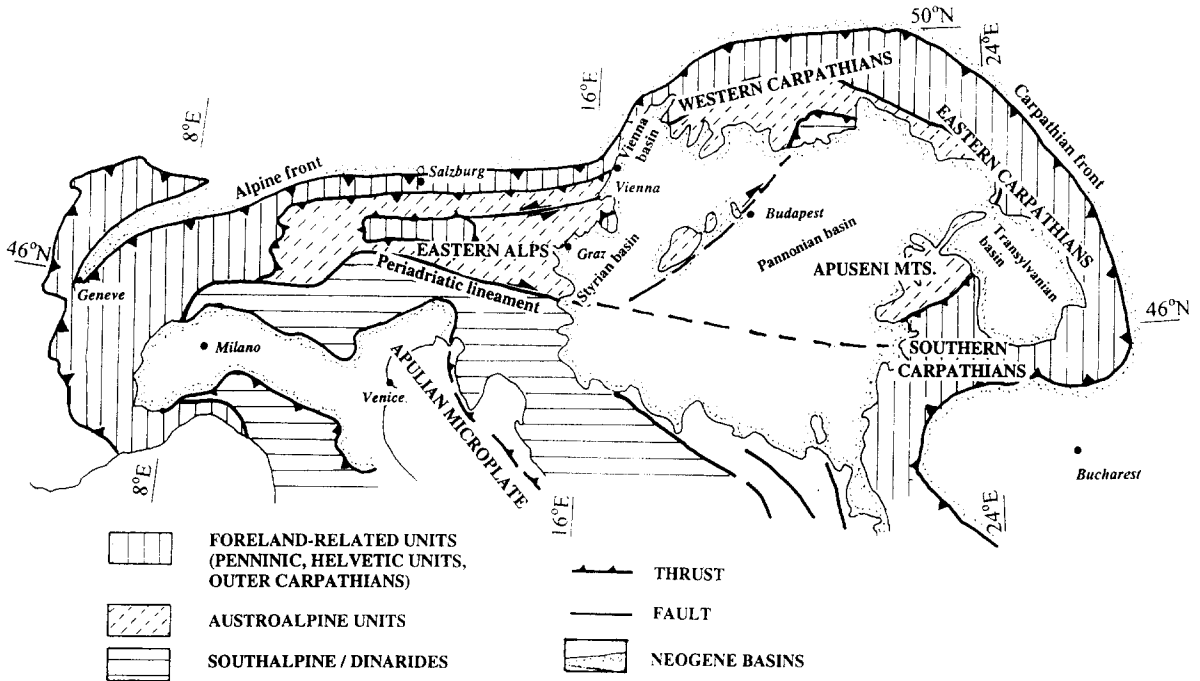 50°N
24°E
16°E
8°E
WESTERN CARPATHIANS
EASTERN CARPATHIANS
Carpathian front
Vienna basin
Alpine front
Salzburg
Vienna
Budapest
Pannonian basin
46°N
Geneve
EASTERN ALPS
Graz
Styrian basin
Periadriatic lineament
APUSENI MTS.
Transylvanian basin
46°N
Milano
Venice
APULIAN MICROPLATE
SOUTHERN CARPATHIANS
Bucharest
8°E
16°E
24°E
FORELAND-RELATED UNITS
(PENNINIC, HELVETIC UNITS,
OUTER CARPATHIANS)
AUSTROALPINE UNITS
SOUTHALPINE / DINARIDES
THRUST
FAULT
NEOGENE BASINS